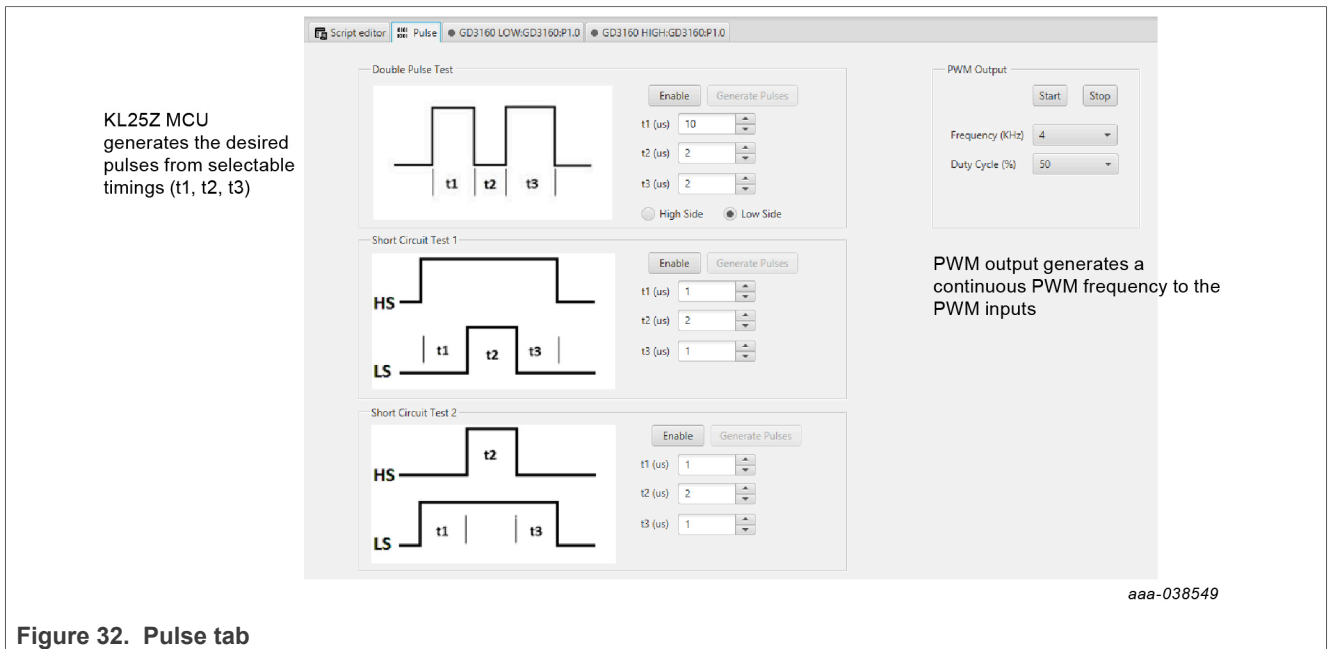 Script editor
Pulse
GD3160 LOW:GD3160:P1.0
GD3160 HIGH:GD3160:P1.0
KL25Z MCU
generates the desired
pulses from selectable
timings (t1, t2, t3)
Double Pulse Test
t1 t2 t3
Enable Generate Pulses
t1 (us) 10
t2 (us) 2
t3 (us) 2
High Side Low Side
Short Circuit Test 1
HS
t1 t2 t3
LS
Enable Generate Pulses
t1 (us) 1
t2 (us) 2
t3 (us) 1
Short Circuit Test 2
t2
HS
t1 t3
LS
Enable Generate Pulses
t1 (us) 1
t2 (us) 2
t3 (us) 1
PWM Output
Start Stop
Frequency (KHz) 4
Duty Cycle (%) 50
PWM output generates a
continuous PWM frequency to the
PWM inputs
aaa-038549
Figure 32. Pulse tab